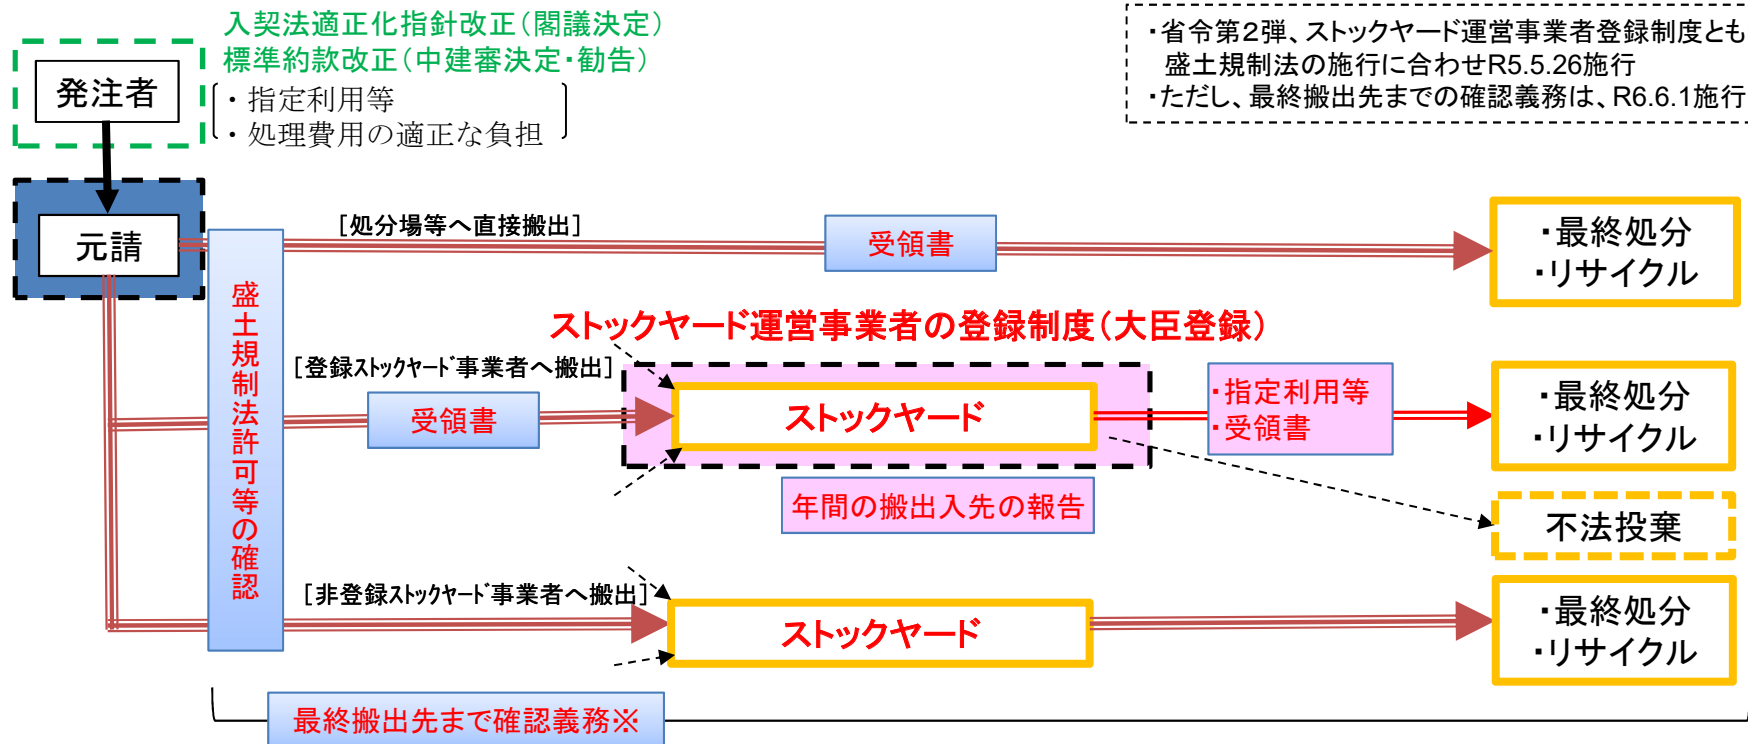 入契法適正化指針改正(閣議決定)
標準約款改正(中建審決定・勧告)
・指定利用等
・処理費用の適正な負担
・省令第2弾、ストックヤード運営事業者登録制度とも
盛土規制法の施行に合わせR5.5.26施行
・ただし、最終搬出先までの確認義務は、R6.6.1施行
発注者
元請
盛土規制法許可等の確認
[処分場等へ直接搬出]
受領書
・最終処分
・リサイクル
ストックヤード運営事業者の登録制度(大臣登録)
[登録ストックヤード事業者へ搬出]
受領書
ストックヤード
・指定利用等
・受領書
・最終処分
・リサイクル
年間の搬出入先の報告
不法投棄
[非登録ストックヤード事業者へ搬出]
ストックヤード
・最終処分
・リサイクル
最終搬出先まで確認義務※